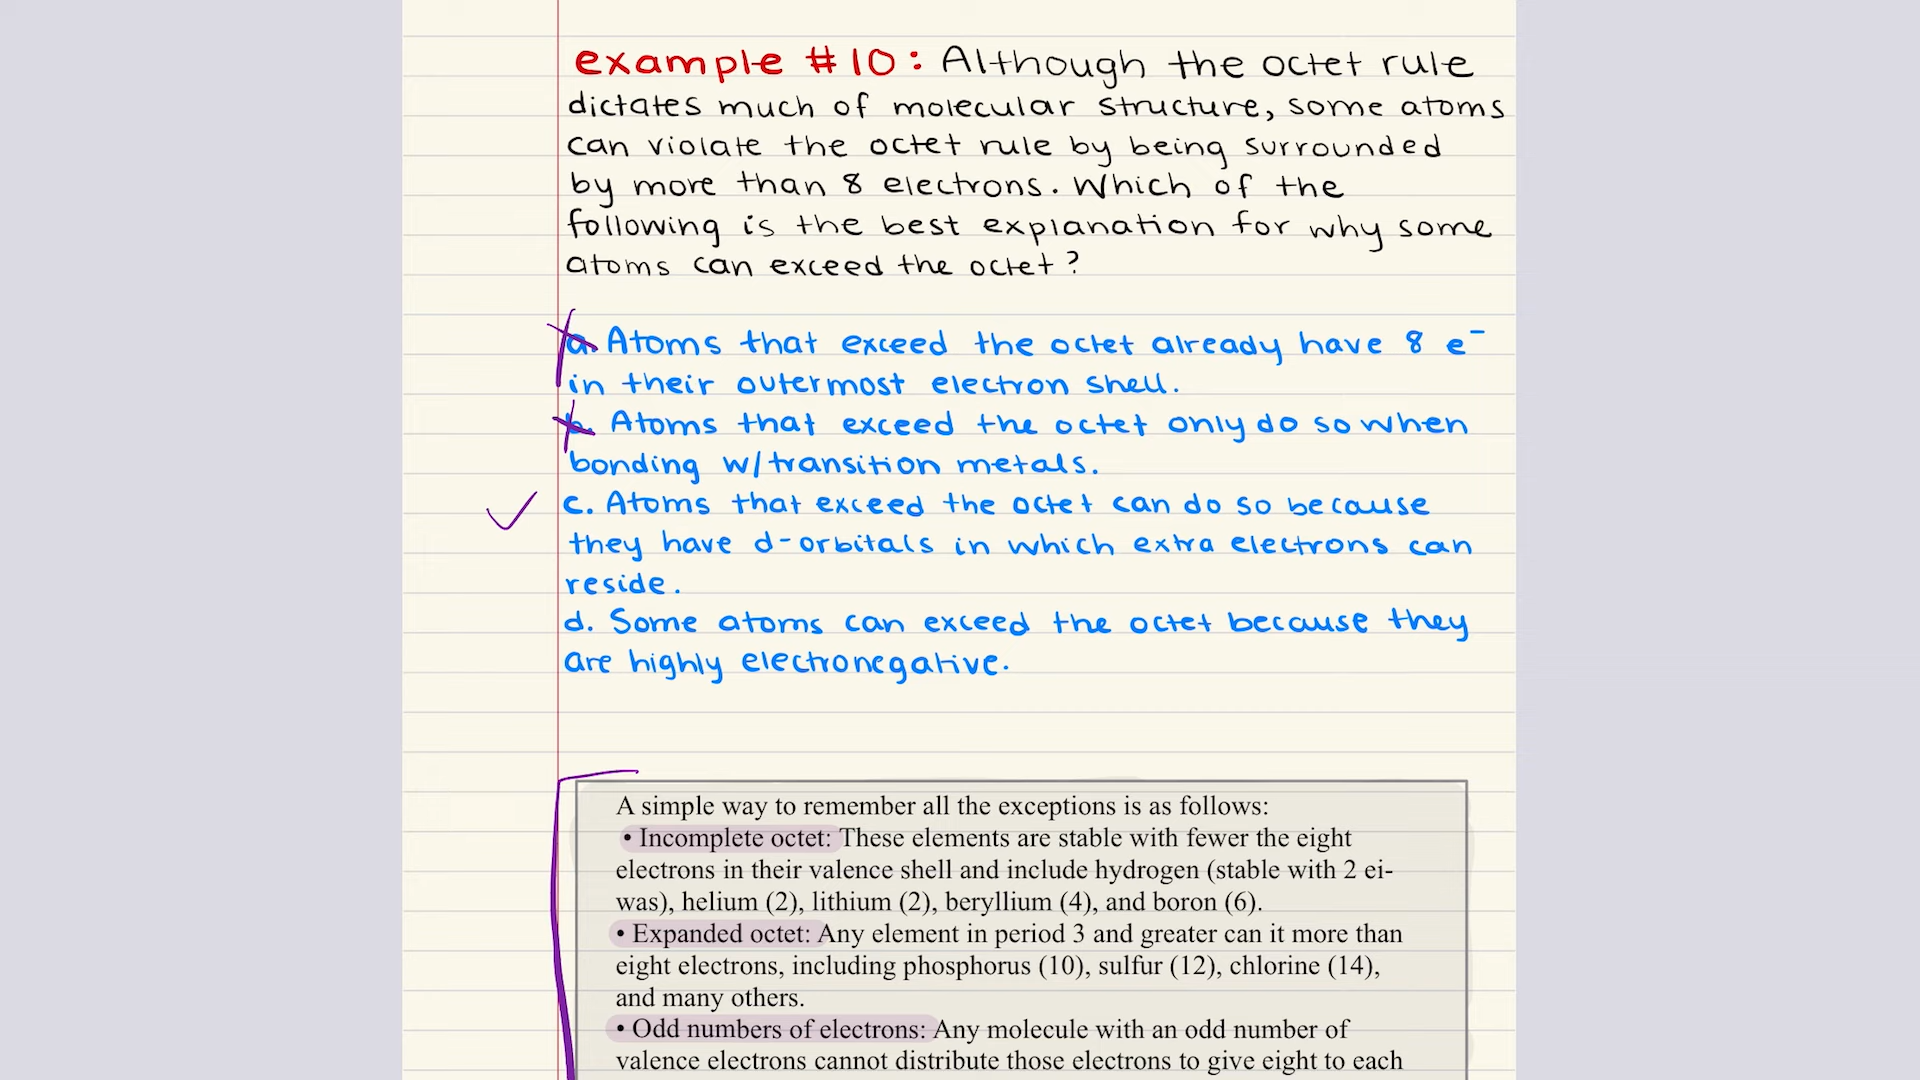 example #10: Although the octet rule
dictates much of molecular structure, some atoms
can violate the octet rule by being surrounded
by more than 8 electrons. Which of the
following is the best explanation for why some
atoms can exceed the octet?
a. Atoms that exceed the octet already have 8 e⁻
in their outermost electron shell.
b. Atoms that exceed the octet only do so when
bonding w/transition metals.
c. Atoms that exceed the octet can do so because
they have d-orbitals in which extra electrons can
reside.
d. Some atoms can exceed the octet because they
are highly electronegative.
A simple way to remember all the exceptions is as follows:
• Incomplete octet: These elements are stable with fewer the eight
electrons in their valence shell and include hydrogen (stable with 2 ei-
was), helium (2), lithium (2), beryllium (4), and boron (6).
• Expanded octet: Any element in period 3 and greater can it more than
eight electrons, including phosphorus (10), sulfur (12), chlorine (14),
and many others.
• Odd numbers of electrons: Any molecule with an odd number of
valence electrons cannot distribute those electrons to give eight to each